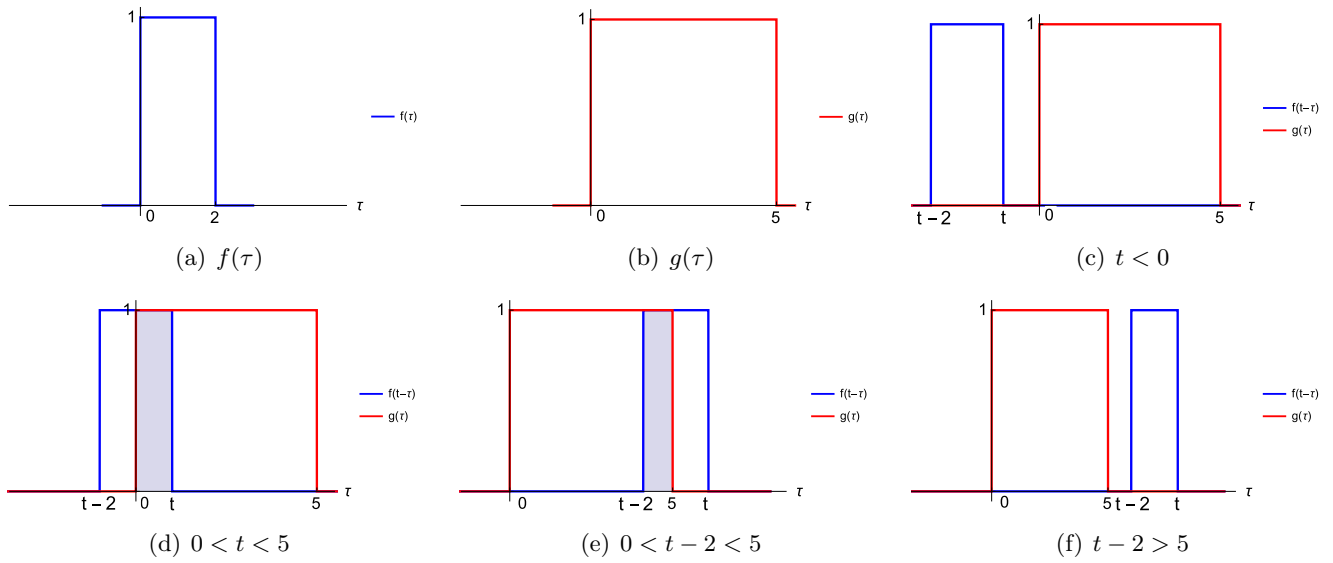 1
f(τ)
0
2
τ
(a) f(τ)
1
g(τ)
0
5
τ
(b) g(τ)
1
f(t−τ)
g(τ)
t − 2
t
0
5
τ
(c) t < 0
1
f(t−τ)
g(τ)
t − 2
0
t
5
τ
(d) 0 < t < 5
1
f(t−τ)
g(τ)
0
t − 2
5
t
τ
(e) 0 < t − 2 < 5
1
f(t−τ)
g(τ)
0
5
t−2
t
τ
(f) t − 2 > 5